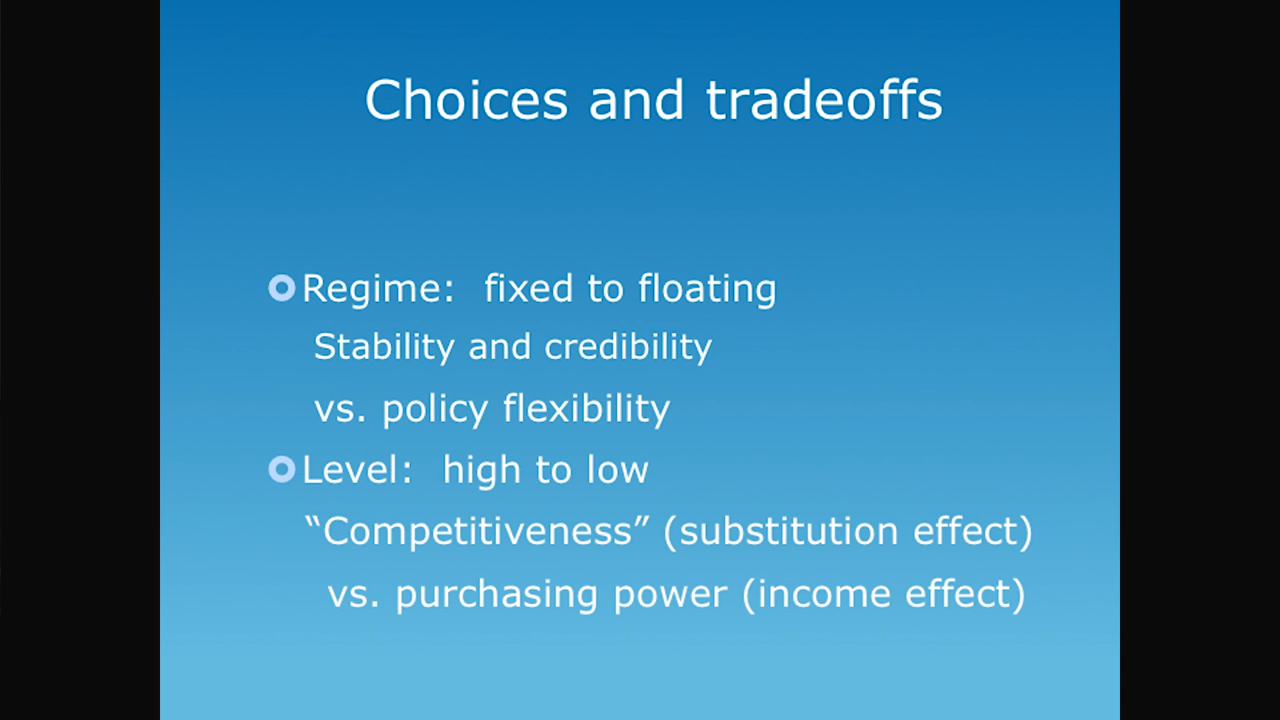 Choices and tradeoffs
Regime:  fixed to floating
Stability and credibility
vs. policy flexibility
Level:  high to low
“Competitiveness” (substitution effect)
vs. purchasing power (income effect)